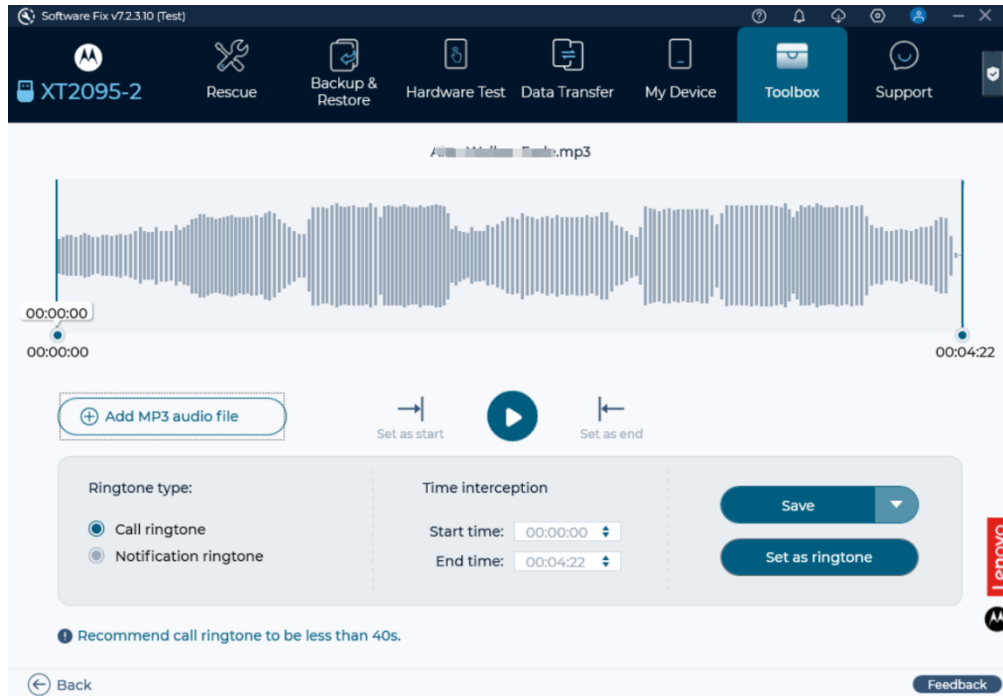 Software Fix v7.2.3.10 (Test)
XT2095-2
Rescue
Backup &
Restore
Hardware Test
Data Transfer
My Device
Toolbox
Support
.mp3
00:00:00
00:00:00
00:04:22
Add MP3 audio file
Set as start
Set as end
Ringtone type:
Call ringtone
Notification ringtone
Time interception
Start time: 00:00:00
End time: 00:04:22
Save
Set as ringtone
Lenovo
Recommend call ringtone to be less than 40s.
Back
Feedback